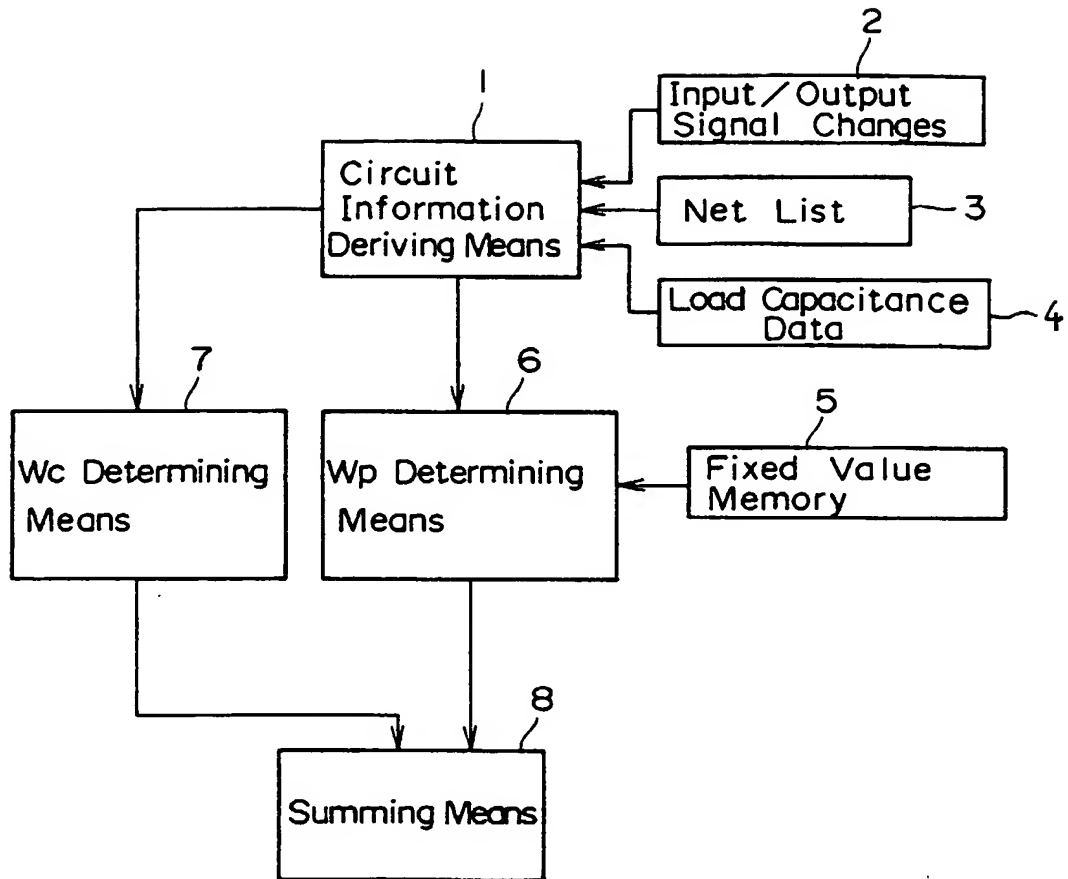 2
1
Input/Output
Signal Changes
Circuit
Information
Deriving Means
Net List
3
Load Capacitance
Data
4
7
6
5
Wc Determining
Means
Wp Determining
Means
Fixed Value
Memory
8
Summing Means